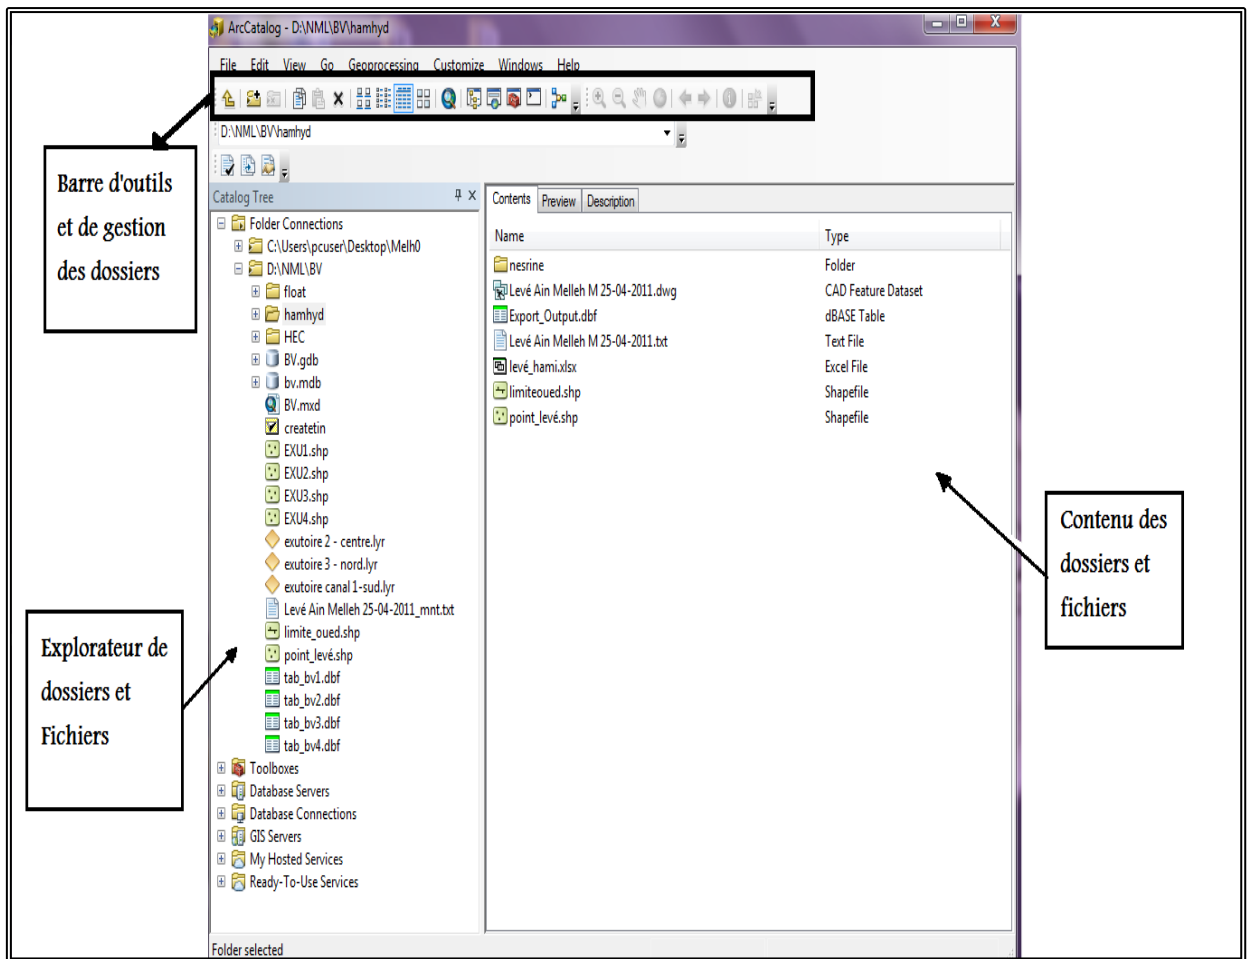 ArcCatalog - D:\NML\BV\hamhyd
File Edit View Go Geoprocessing Customize Windows Help
D:\NML\BV\hamhyd
Barre d'outils
et de gestion
des dossiers
Catalog Tree
Folder Connections
C:\Users\pcuser\Desktop\Melh0
D:\NML\BV
float
hamhyd
HEC
BV.gdb
bv.mdb
BV.mxd
createtin
EXU1.shp
EXU2.shp
EXU3.shp
EXU4.shp
exutoire 2 - centre.lyr
exutoire 3 - nord.lyr
exutoire canal 1-sud.lyr
Levé Ain Melleh 25-04-2011_mnt.txt
limite_oued.shp
point_levé.shp
tab_bv1.dbf
tab_bv2.dbf
tab_bv3.dbf
tab_bv4.dbf
Toolboxes
Database Servers
Database Connections
GIS Servers
My Hosted Services
Ready-To-Use Services
Contents Preview Description
Name Type
nesrine Folder
Levé Ain Melleh M 25-04-2011.dwg CAD Feature Dataset
Export_Output.dbf dBASE Table
Levé Ain Melleh M 25-04-2011.txt Text File
levé_hami.xlsx Excel File
limiteoued.shp Shapefile
point_levé.shp Shapefile
Contenu des
dossiers et
fichiers
Explorateur de
dossiers et
Fichiers
Folder selected